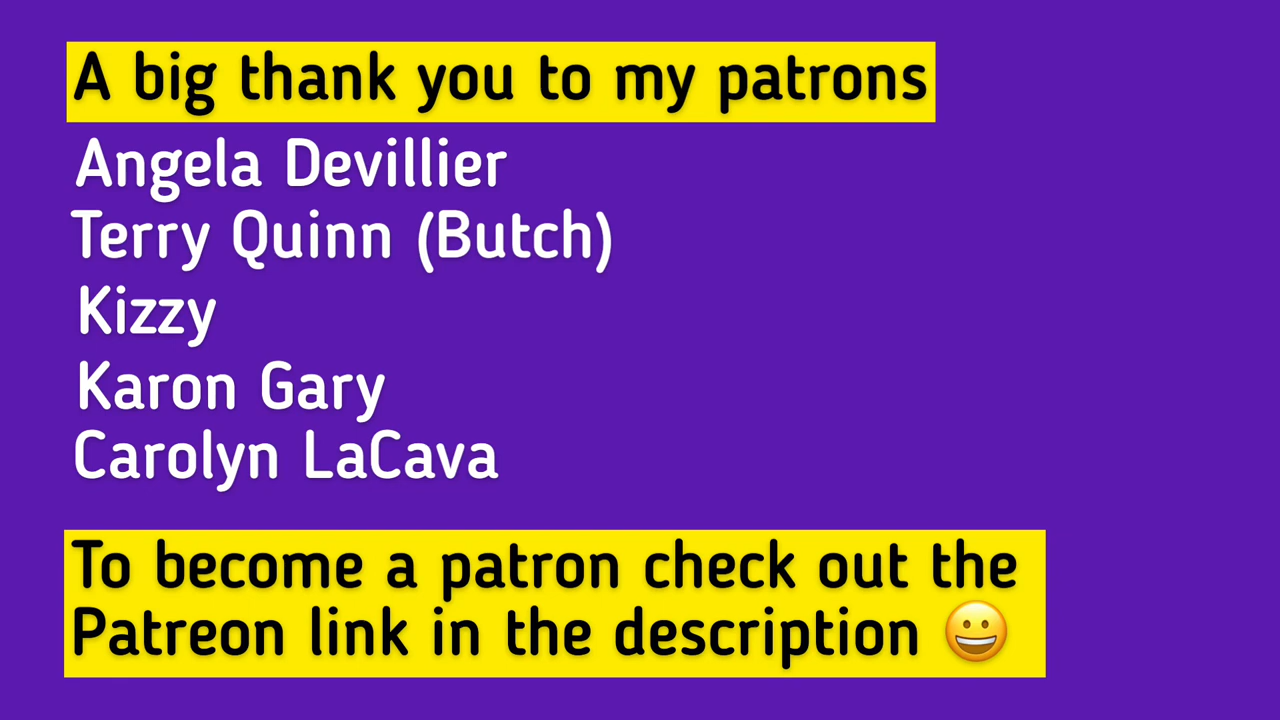 A big thank you to my patrons
Angela Devillier
Terry Quinn (Butch)
Kizzy
Karon Gary
Carolyn LaCava
To become a patron check out the
Patreon link in the description 😀